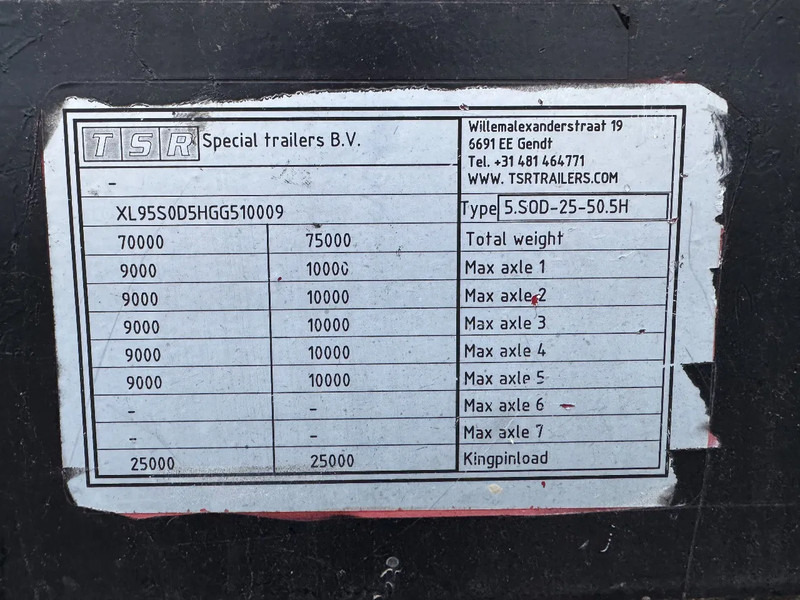 TSR Special trailers B.V.
Willemalexanderstraat 19
6691 EE Gendt
Tel. +31 481 464771
WWW. TSRTRAILERS.COM
-
XL95S0D5HGG510009 Type 5.SOD-25-50.5H
70000 75000 Total weight
9000 10000 Max axle 1
9000 10000 Max axle 2
9000 10000 Max axle 3
9000 10000 Max axle 4
9000 10000 Max axle 5
- - Max axle 6
- - Max axle 7
25000 25000 Kingpinload